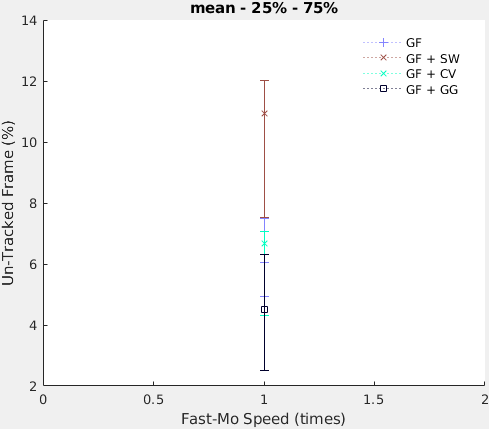 mean - 25% - 75%
14
12
10
8
6
4
2
Un-Tracked Frame (%)
GF
GF + SW
GF + CV
GF + GG
0
0.5
1
1.5
2
Fast-Mo Speed (times)